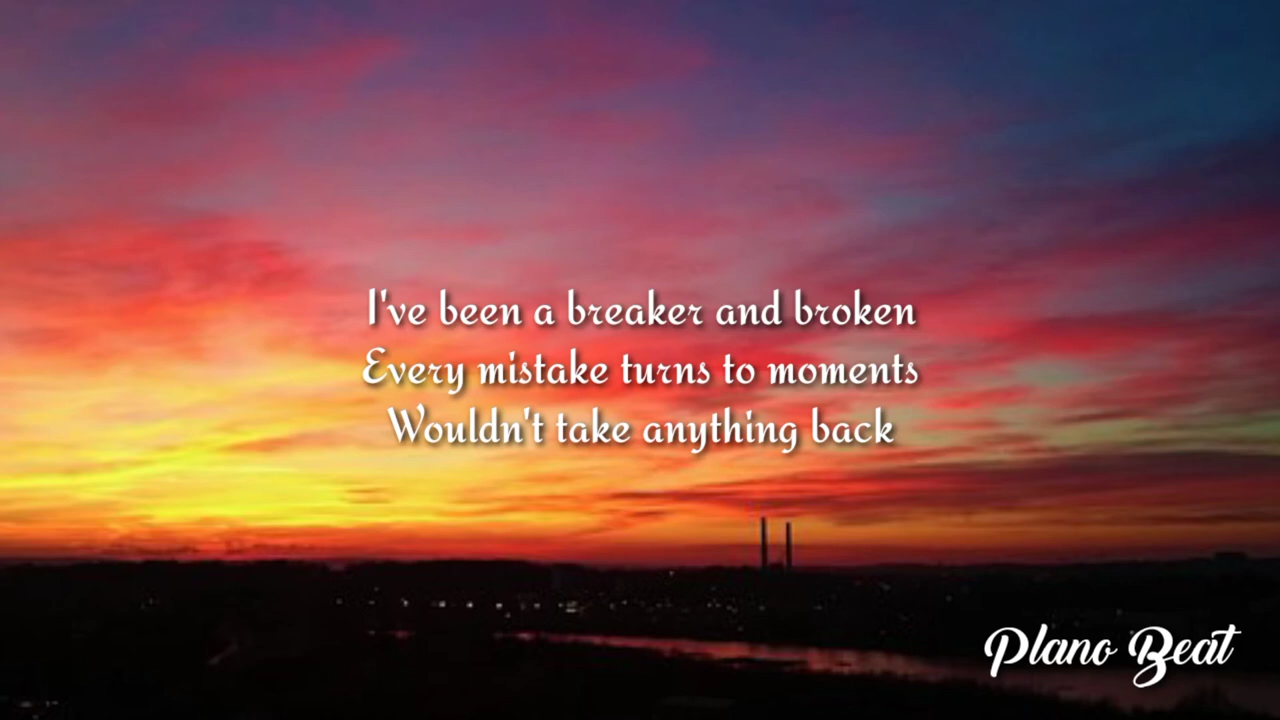 I've been a breaker and broken
Every mistake turns to moments
Wouldn't take anything back
Plano Beat